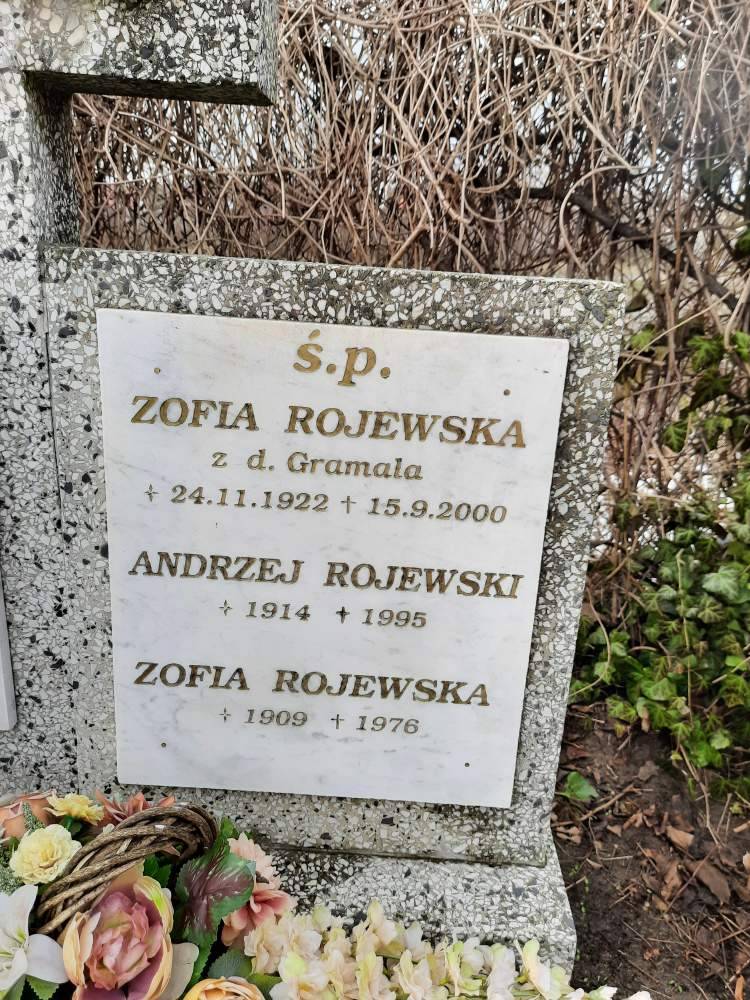 ś.p.
ZOFIA ROJEWSKA
z d. Gramala
+ 24.11.1922 † 15.9.2000
ANDRZEJ ROJEWSKI
+ 1914 † 1995
ZOFIA ROJEWSKA
+ 1909 † 1976